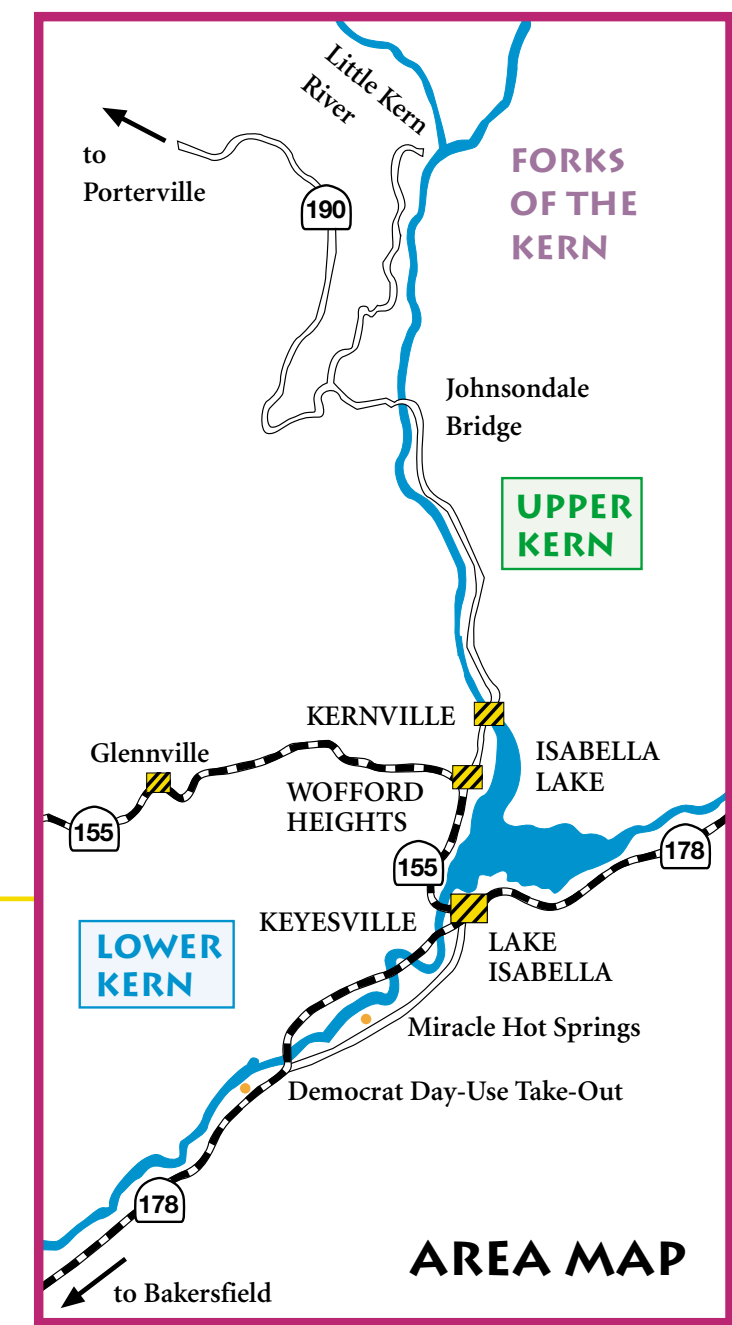 Little Kern
River
to
Porterville
190
FORKS
OF THE
KERN
Johnsondale
Bridge
UPPER
KERN
KERNVILLE
Glennville
ISABELLA
LAKE
WOFFORD
HEIGHTS
155
155
178
KEYESVILLE
LOWER
KERN
LAKE
ISABELLA
Miracle Hot Springs
Democrat Day-Use Take-Out
178
AREA MAP
to Bakersfield